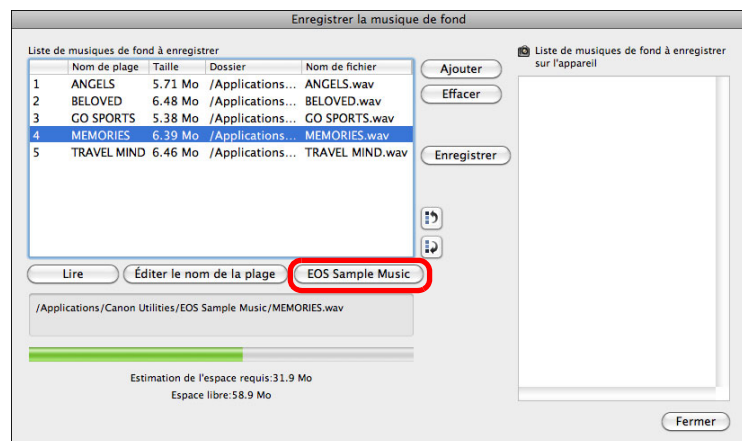 Enregistrer la musique de fond
Liste de musiques de fond à enregistrer
Nom de plage Taille Dossier Nom de fichier
1 ANGELS 5.71 Mo /Applications... ANGELS.wav
2 BELOVED 6.48 Mo /Applications... BELOVED.wav
3 GO SPORTS 5.38 Mo /Applications... GO SPORTS.wav
4 MEMORIES 6.39 Mo /Applications... MEMORIES.wav
5 TRAVEL MIND 6.46 Mo /Applications... TRAVEL MIND.wav
Ajouter
Effacer
Enregistrer
Lire
Éditer le nom de la plage
EOS Sample Music
/Applications/Canon Utilities/EOS Sample Music/MEMORIES.wav
Estimation de l'espace requis:31.9 Mo
Espace libre:58.9 Mo
Liste de musiques de fond à enregistrer
sur l'appareil
Fermer